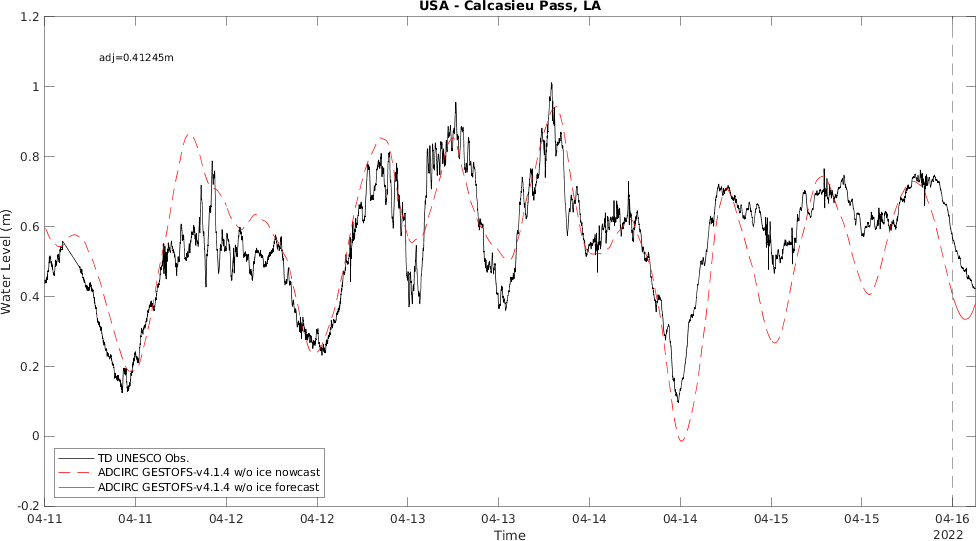 USA - Calcasieu Pass, LA
1.2
adj=0.41245m
1
0.8
0.6
0.4
0.2
0
-0.2
Water Level (m)
TD UNESCO Obs.
ADCIRC GESTOFS-v4.1.4 w/o ice nowcast
ADCIRC GESTOFS-v4.1.4 w/o ice forecast
04-11 04-11 04-12 04-12 04-13 04-13 04-14 04-14 04-15 04-15 04-16
Time 2022